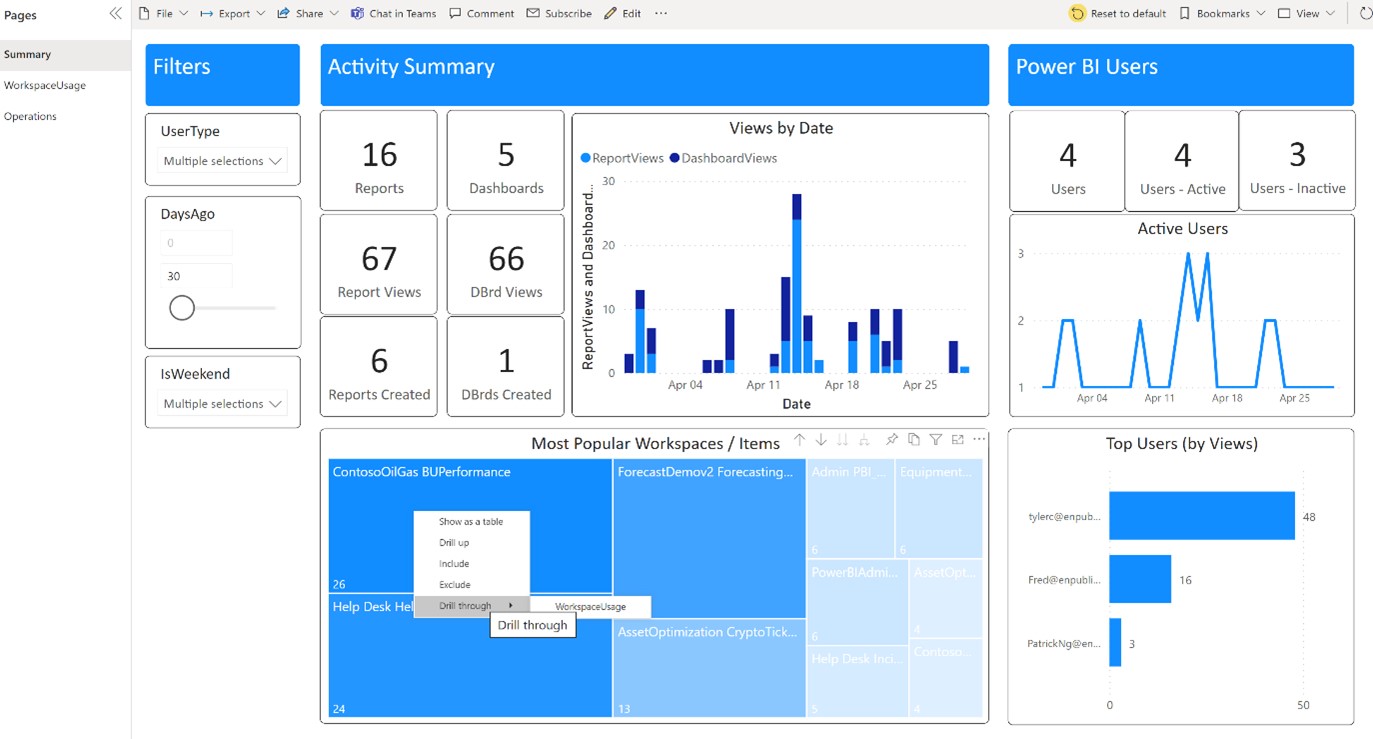 Pages
File
Export
Share
Chat in Teams
Comment
Subscribe
Edit
Reset to default
Bookmarks
View
Summary
WorkspaceUsage
Operations
Filters
UserType
Multiple selections
DaysAgo
0
30
IsWeekend
Multiple selections
Activity Summary
16
Reports
5
Dashboards
67
Report Views
66
DBrd Views
6
Reports Created
1
DBrds Created
Views by Date
ReportViews DashboardViews
ReportViews and Dashboard...
30
20
10
0
Apr 04 Apr 11 Apr 18 Apr 25
Date
Power BI Users
4
Users
4
Users - Active
3
Users - Inactive
Active Users
3
2
1
Apr 04 Apr 11 Apr 18 Apr 25
Most Popular Workspaces / Items
ContosoOilGas BUPerformance
26
Help Desk Hel
24
Show as a table
Drill up
Include
Exclude
Drill through
WorkspaceUsage
Drill through
ForecastDemov2 Forecasting...
AssetOptimization CryptoTick...
13
Admin PBI_...
6
Equipment...
6
PowerBIAdmi...
6
AssetOpt...
4
Help Desk Inci...
5
Contoso...
4
Top Users (by Views)
tylerc@enpub... 48
Fred@enpubli... 16
PatrickNg@en... 3
0 50